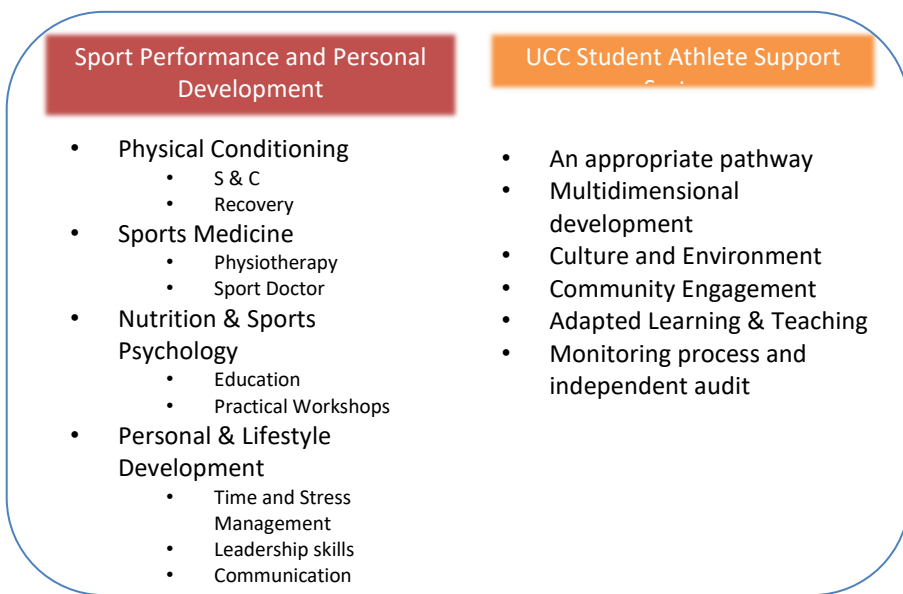 Sport Performance and Personal
Development
• Physical Conditioning
• S & C
• Recovery
• Sports Medicine
• Physiotherapy
• Sport Doctor
• Nutrition & Sports
Psychology
• Education
• Practical Workshops
• Personal & Lifestyle
Development
• Time and Stress
Management
• Leadership skills
• Communication
UCC Student Athlete Support
• An appropriate pathway
• Multidimensional
development
• Culture and Environment
• Community Engagement
• Adapted Learning & Teaching
• Monitoring process and
independent audit